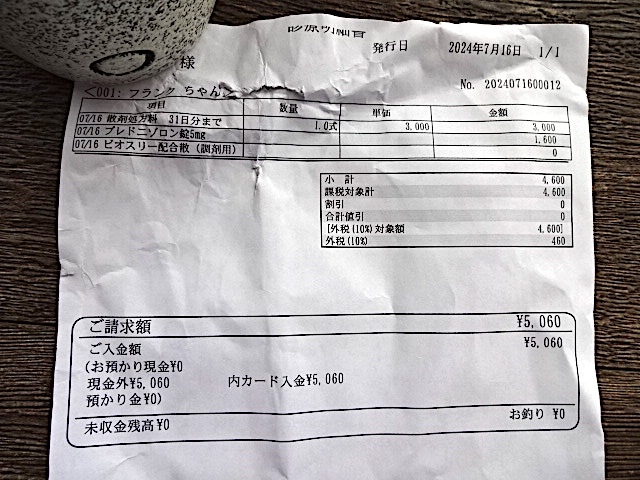 診療明細書
発行日 2024年7月16日 1/1
様
No. 2024071600012
<001: フランク ちゃん>
項目 数量 単価 金額
07/16 散剤処方料 31日分まで 1.0式 3,000 3,000
07/16 プレドニゾロン錠5mg 1,600
07/16 ビオスリー配合散(調剤用) 0
小 計 4,600
課税対象計 4,600
割引 0
合計値引 0
[外税(10%)対象額 4,600]
外税(10%) 460
ご請求額 ¥5,060
ご入金額 ¥5,060
(お預かり現金¥0
現金外¥5,060 内カード入金¥5,060
預かり金¥0)
お釣り ¥0
未収金残高¥0